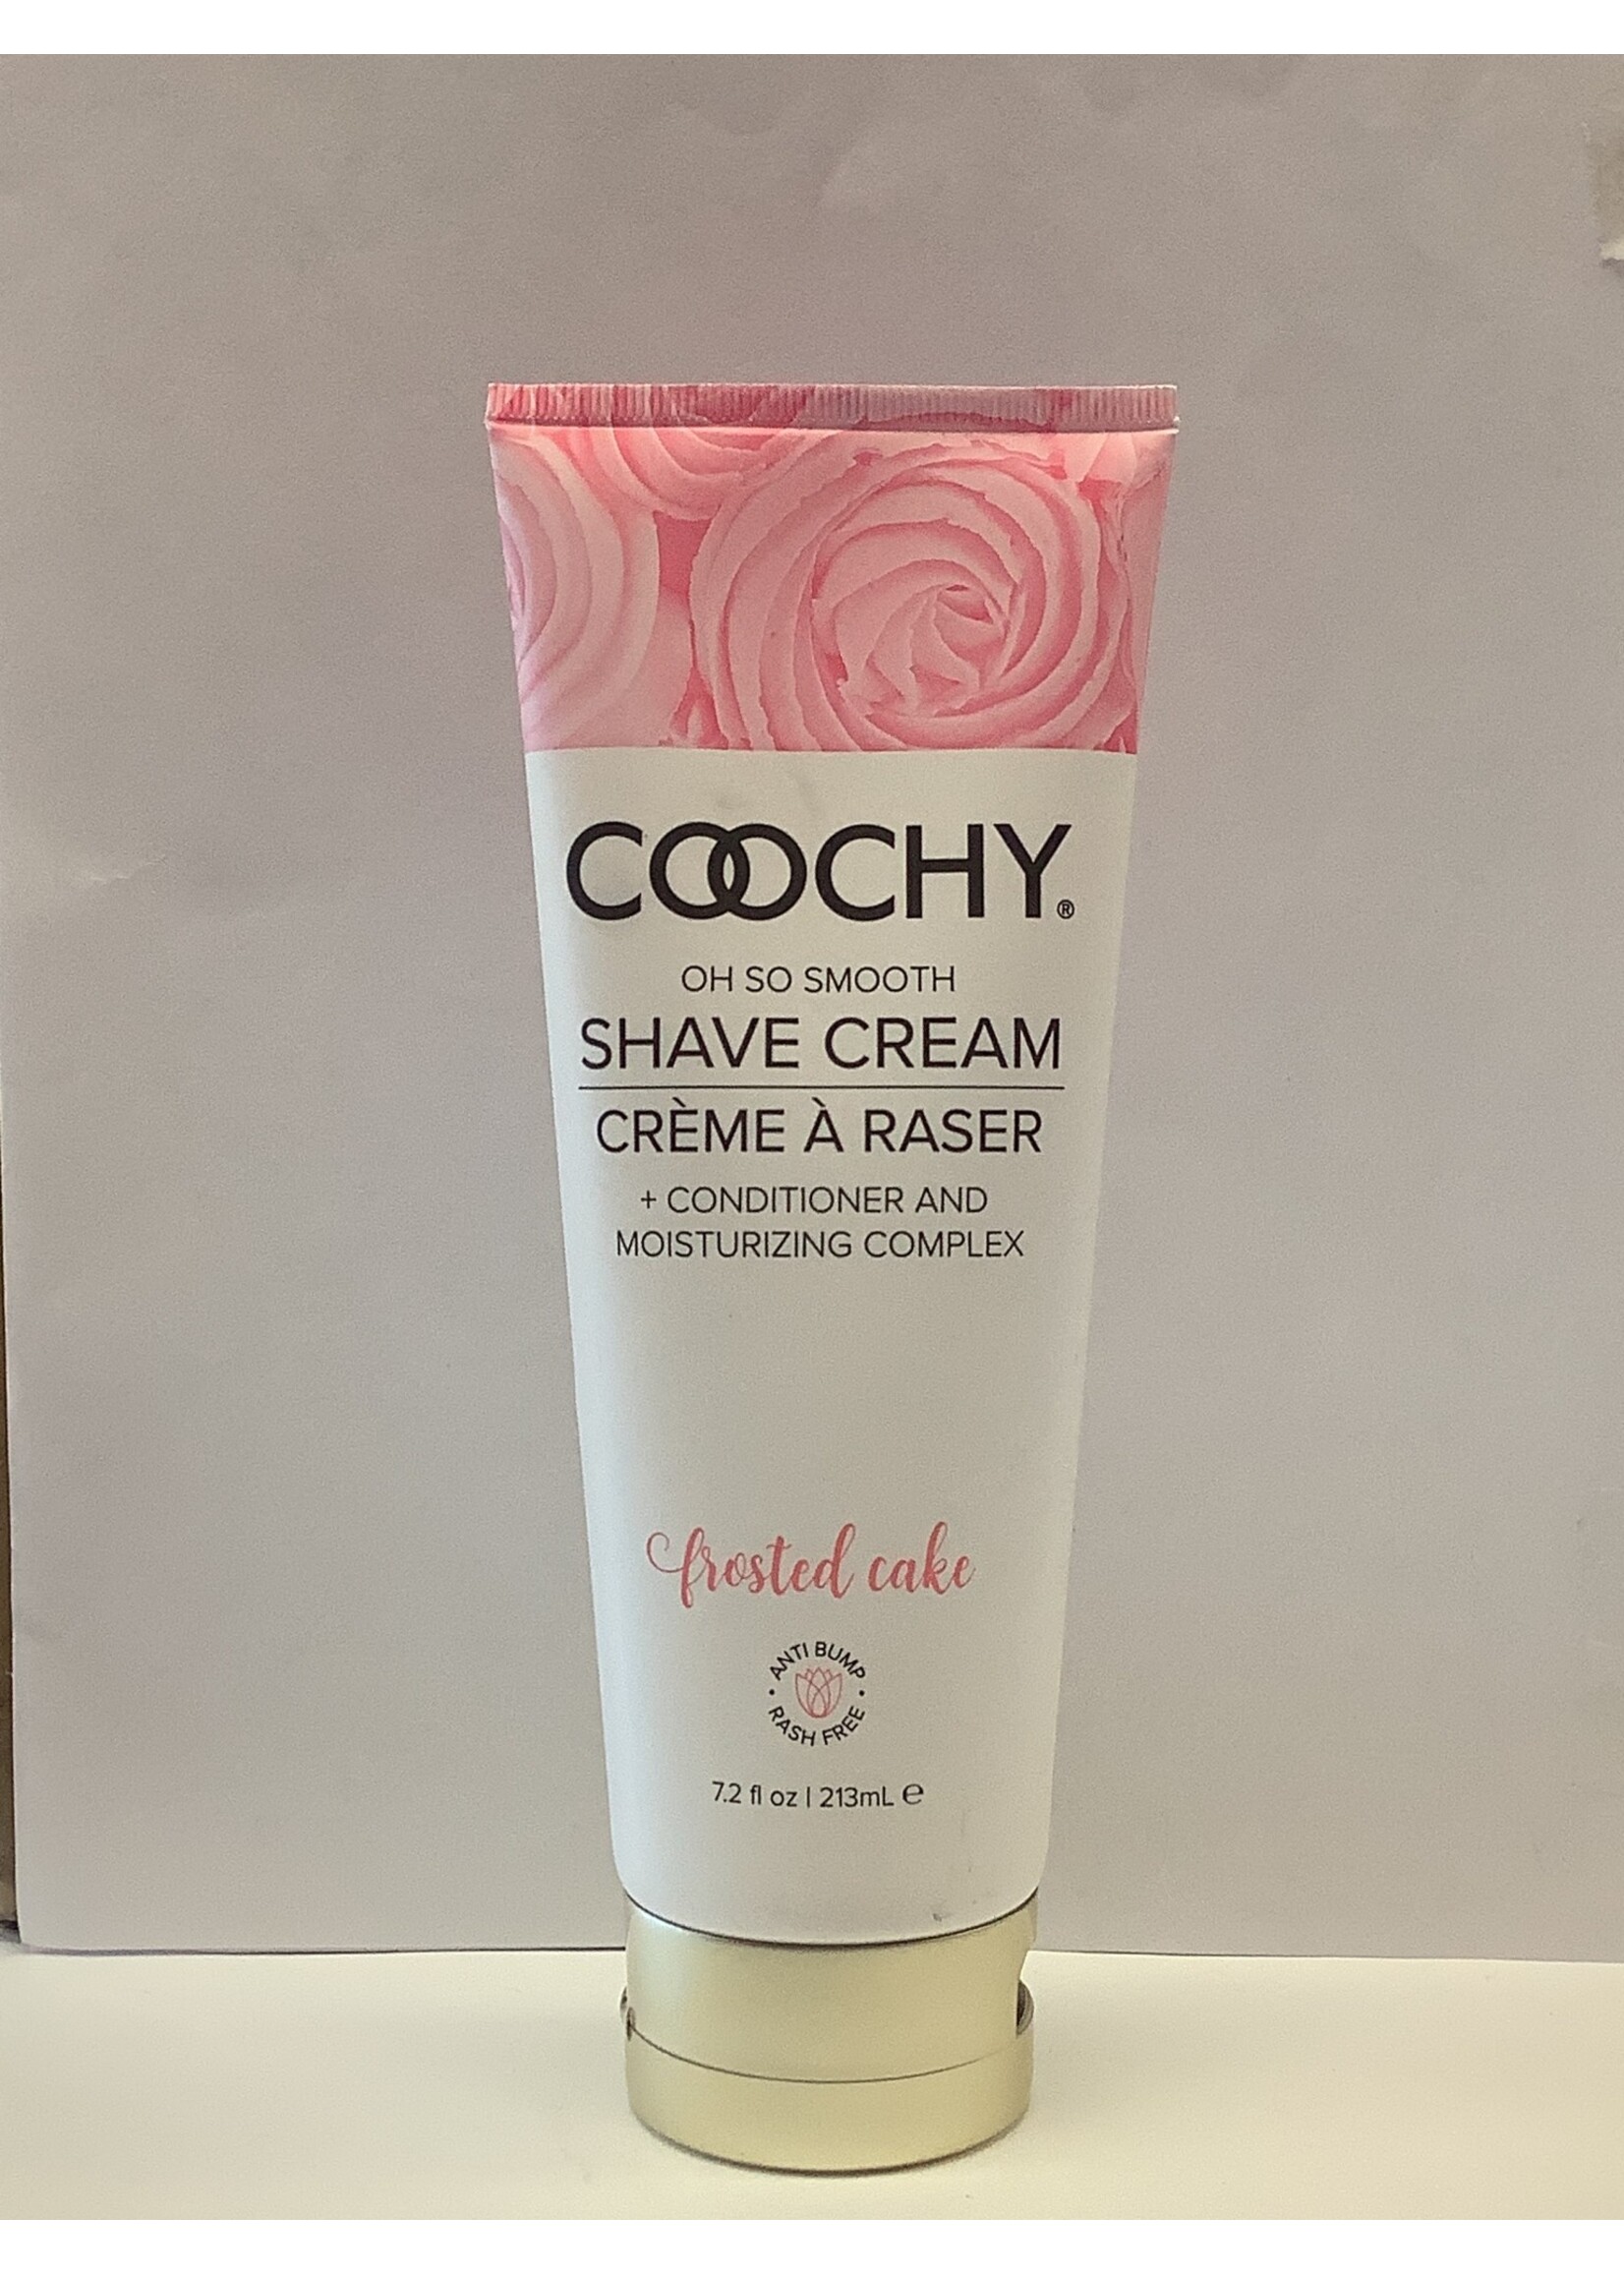 COOCHY®
OH SO SMOOTH
SHAVE CREAM
CRÈME À RASER
+ CONDITIONER AND
MOISTURIZING COMPLEX
frosted cake
ANTI BUMP
• RASH FREE •
7.2 fl oz | 213mL ℮